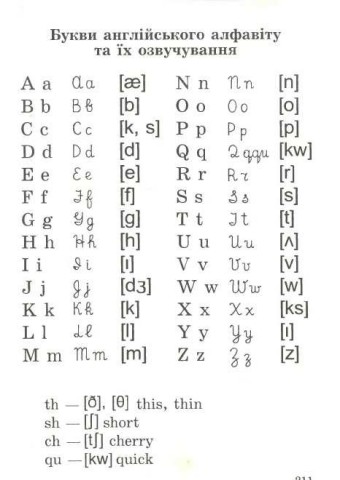 Букви англійського алфавіту
та їх озвучування
A a Aa [æ] N n Nn [n]
B b Bb [b] O o Oo [o]
C c Cc [k, s] P p Pp [p]
D d Dd [d] Q q Qqqu [kw]
E e Ee [e] R r Rr [r]
F f Ff [f] S s Ss [s]
G g Gg [g] T t Tt [t]
H h Hh [h] U u Uu [ʌ]
I i Ii [ı] V v Vv [v]
J j Jj [dʒ] W w Ww [w]
K k Kk [k] X x Xx [ks]
L l Ll [l] Y y Yy [ı]
M m Mm [m] Z z Zz [z]
th — [ð], [θ] this, thin
sh — [ʃ] short
ch — [tʃ] cherry
qu — [kw] quick